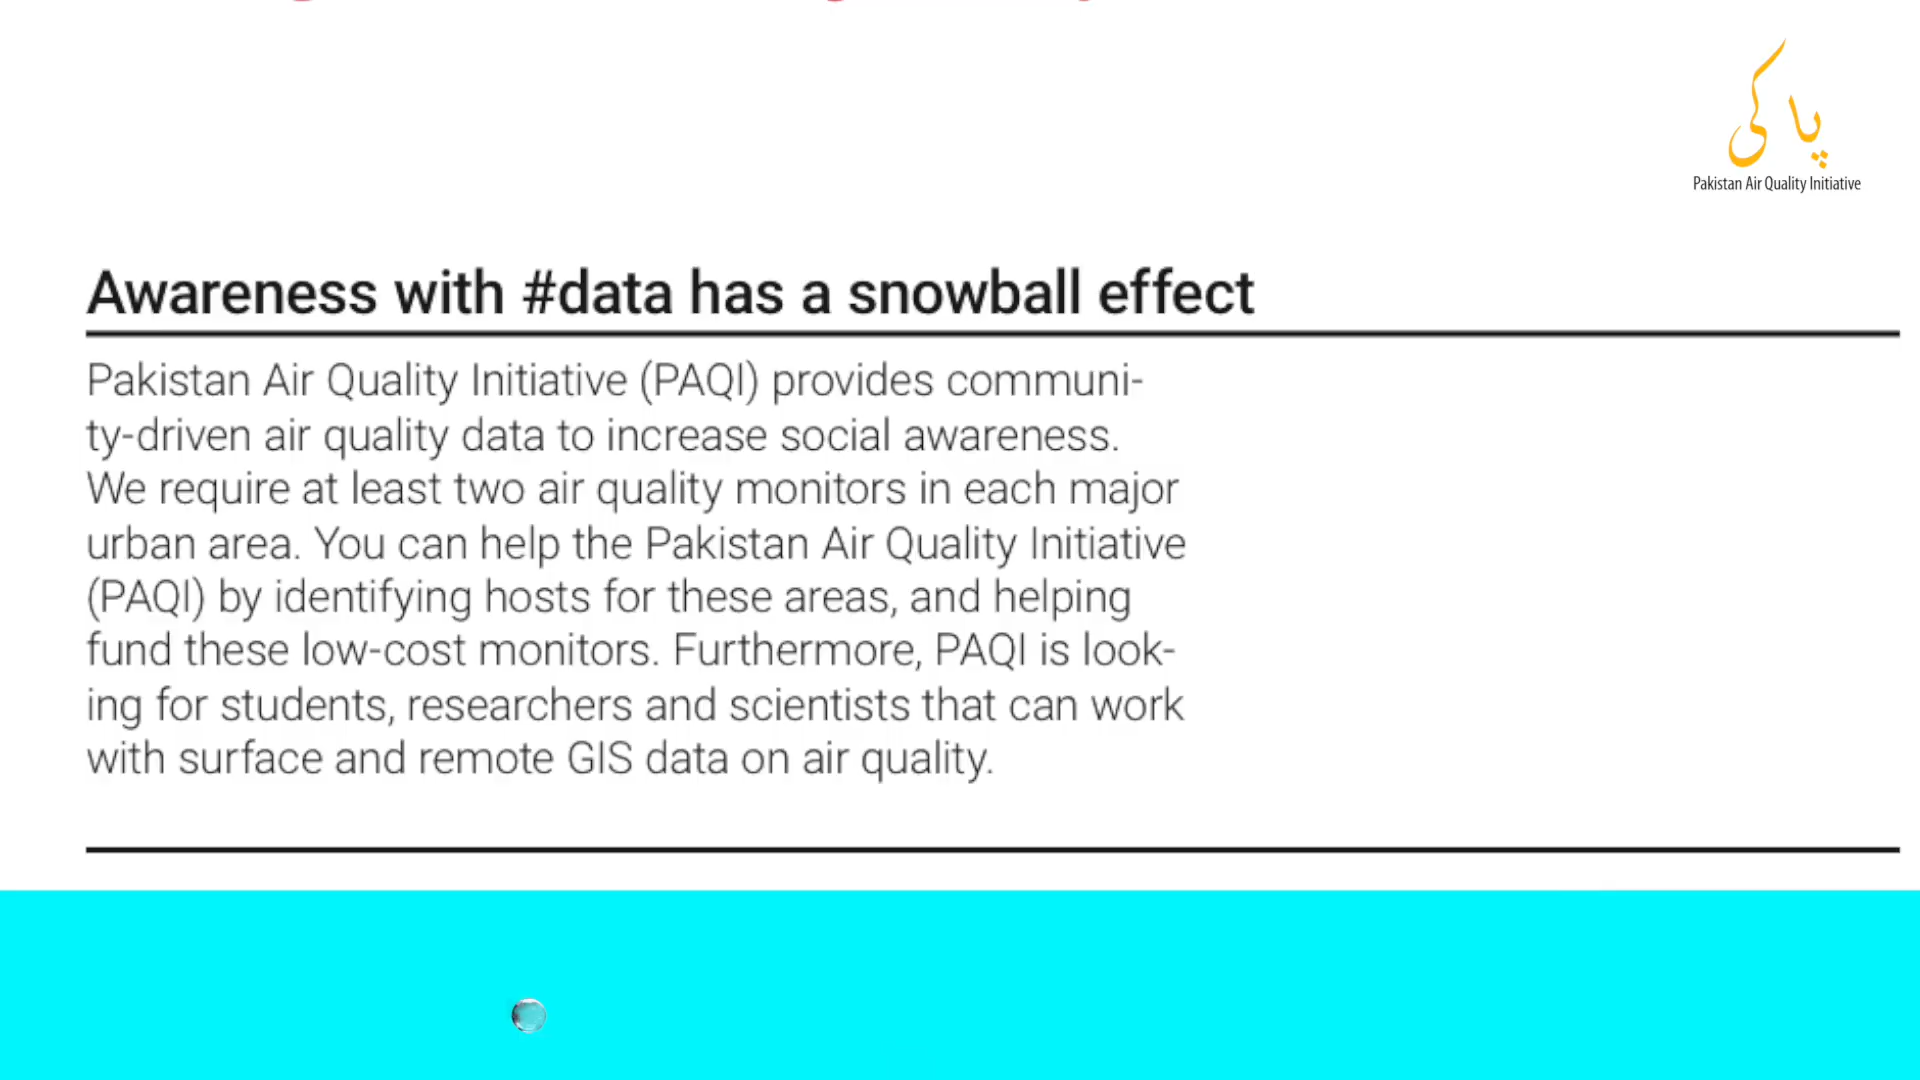 پاکی
Pakistan Air Quality Initiative
Awareness with #data has a snowball effect
Pakistan Air Quality Initiative (PAQI) provides communi-
ty-driven air quality data to increase social awareness.
We require at least two air quality monitors in each major
urban area. You can help the Pakistan Air Quality Initiative
(PAQI) by identifying hosts for these areas, and helping
fund these low-cost monitors. Furthermore, PAQI is look-
ing for students, researchers and scientists that can work
with surface and remote GIS data on air quality.